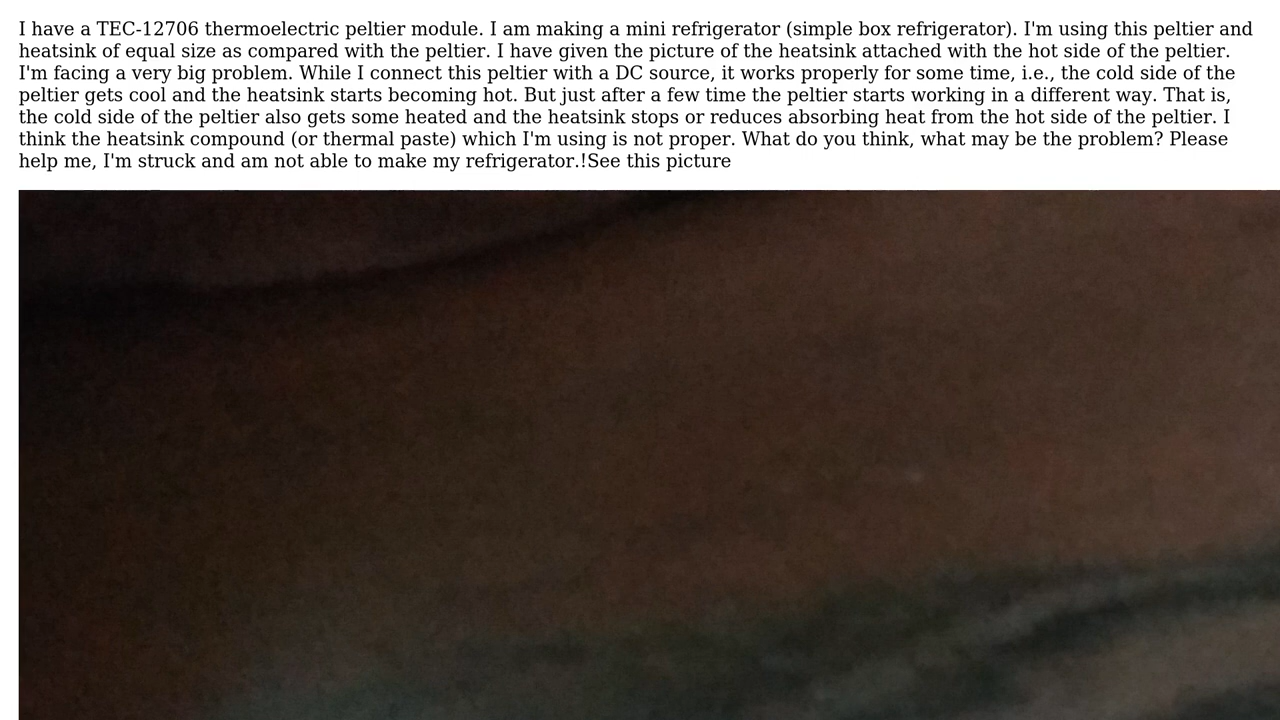 I have a TEC-12706 thermoelectric peltier module. I am making a mini refrigerator (simple box refrigerator). I'm using this peltier and
heatsink of equal size as compared with the peltier. I have given the picture of the heatsink attached with the hot side of the peltier.
I'm facing a very big problem. While I connect this peltier with a DC source, it works properly for some time, i.e., the cold side of the
peltier gets cool and the heatsink starts becoming hot. But just after a few time the peltier starts working in a different way. That is,
the cold side of the peltier also gets some heated and the heatsink stops or reduces absorbing heat from the hot side of the peltier. I
think the heatsink compound (or thermal paste) which I'm using is not proper. What do you think, what may be the problem? Please
help me, I'm struck and am not able to make my refrigerator.!See this picture